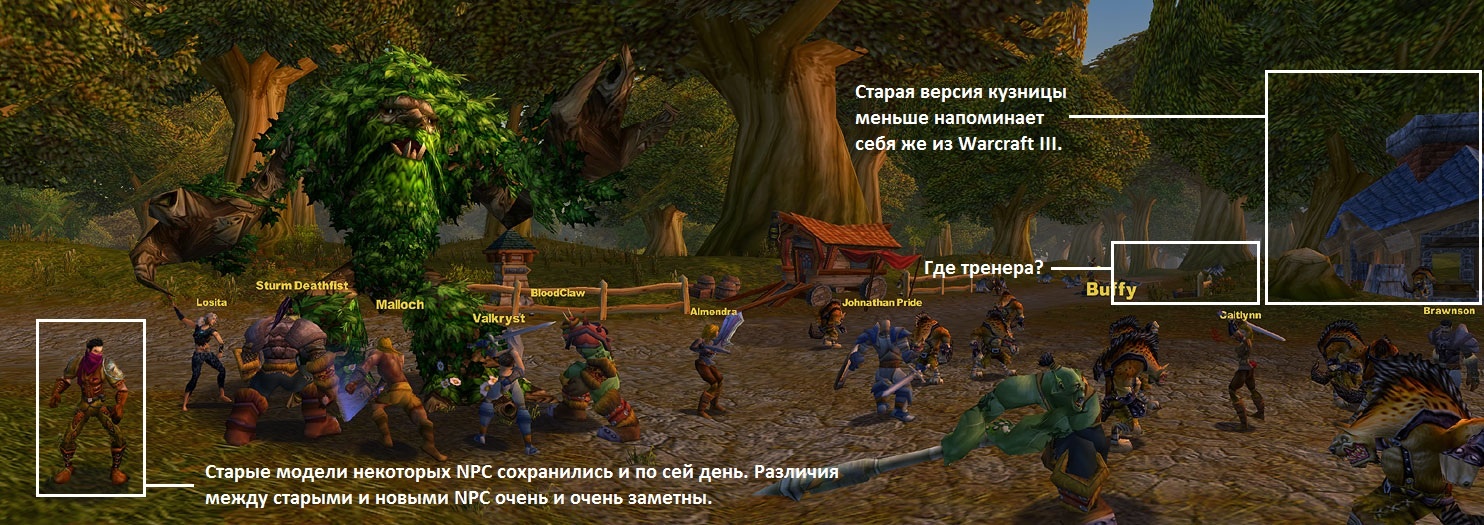 Старая версия кузницы
меньше напоминает
себя же из Warcraft III.
Где тренера?
Buffy
Sturm Deathfist
BloodClaw
Losita
Malloch
Johnathan Pride
Valkryst
Almondra
Caitlynn
Brawnson
Старые модели некоторых NPC сохранились и по сей день. Различия
между старыми и новыми NPC очень и очень заметны.